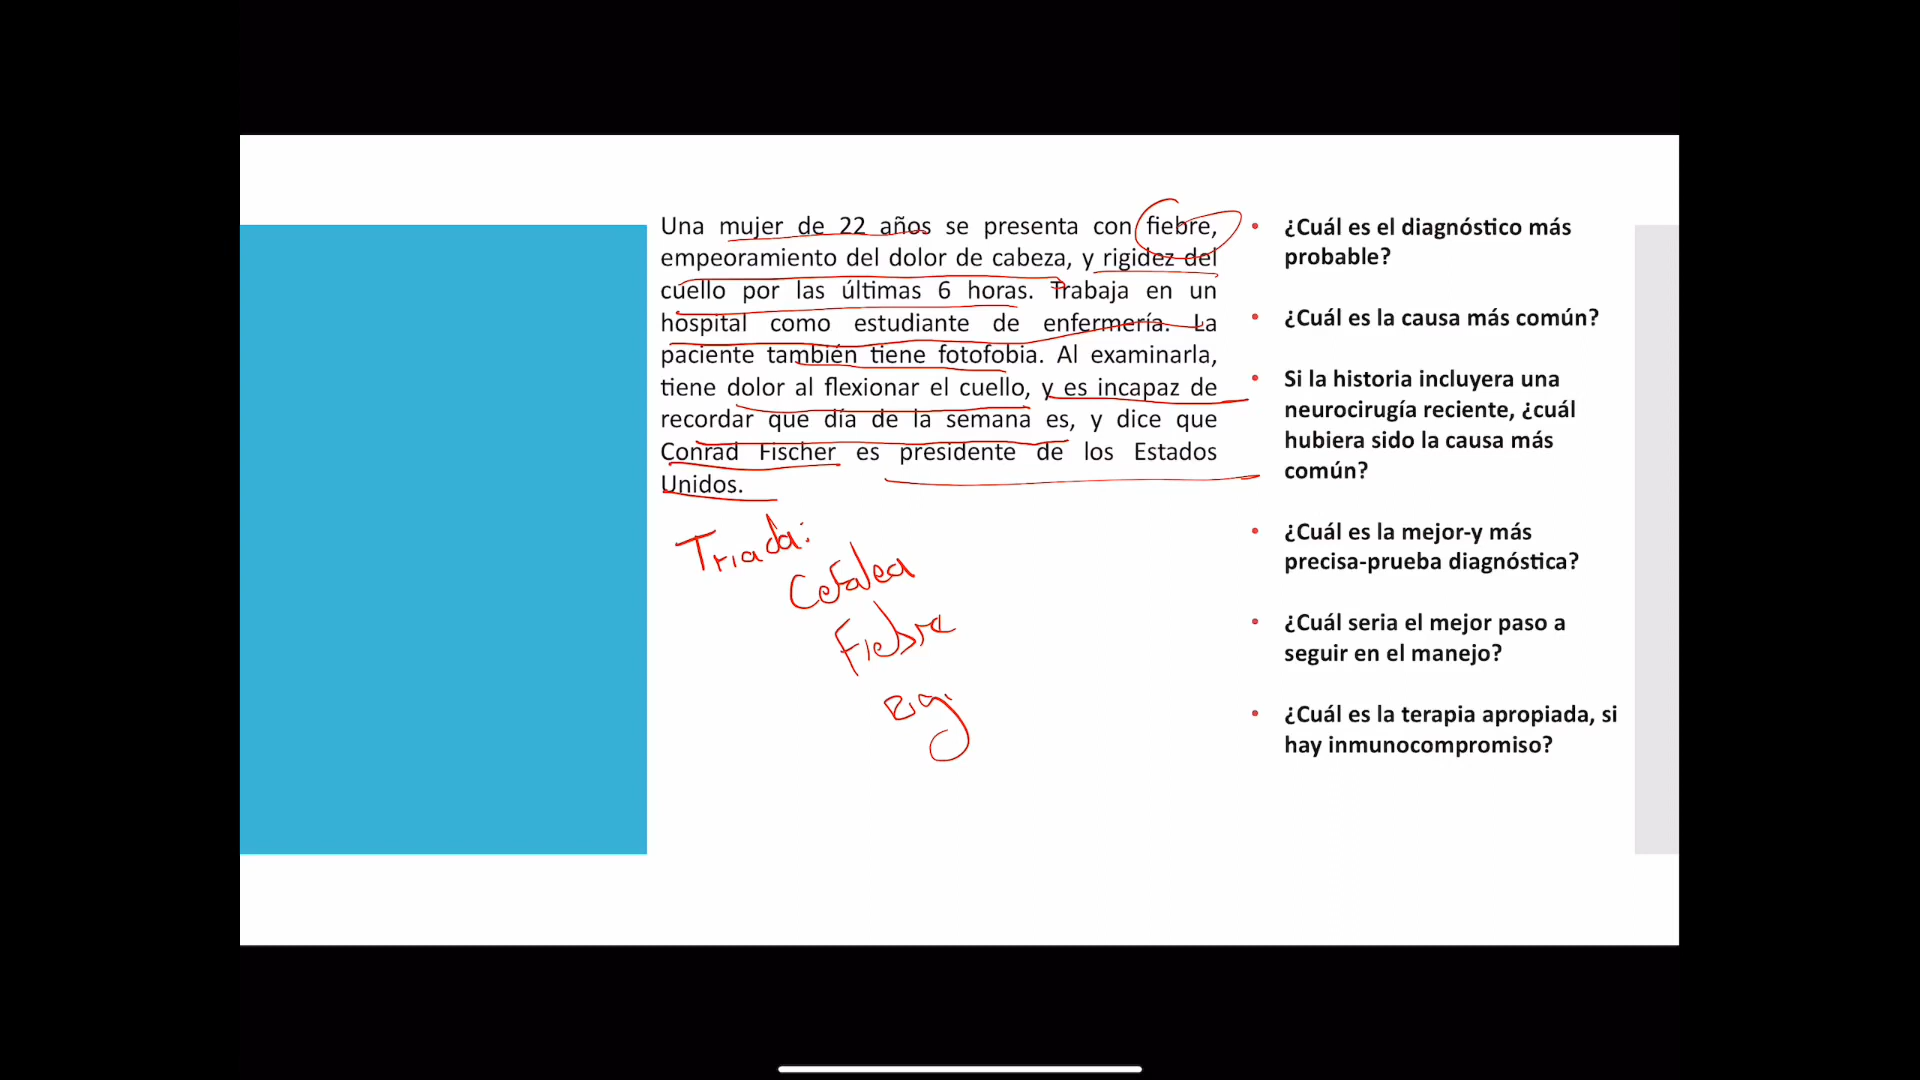 Una mujer de 22 años se presenta con fiebre,
empeoramiento del dolor de cabeza, y rigidez del
cuello por las últimas 6 horas. Trabaja en un
hospital como estudiante de enfermería. La
paciente también tiene fotofobia. Al examinarla,
tiene dolor al flexionar el cuello, y es incapaz de
recordar que día de la semana es, y dice que
Conrad Fischer es presidente de los Estados
Unidos.
Triada:
Cefalea
Fiebre
Rig
• ¿Cuál es el diagnóstico más
probable?
• ¿Cuál es la causa más común?
• Si la historia incluyera una
neurocirugía reciente, ¿cuál
hubiera sido la causa más
común?
• ¿Cuál es la mejor-y más
precisa-prueba diagnóstica?
• ¿Cuál seria el mejor paso a
seguir en el manejo?
• ¿Cuál es la terapia apropiada, si
hay inmunocompromiso?